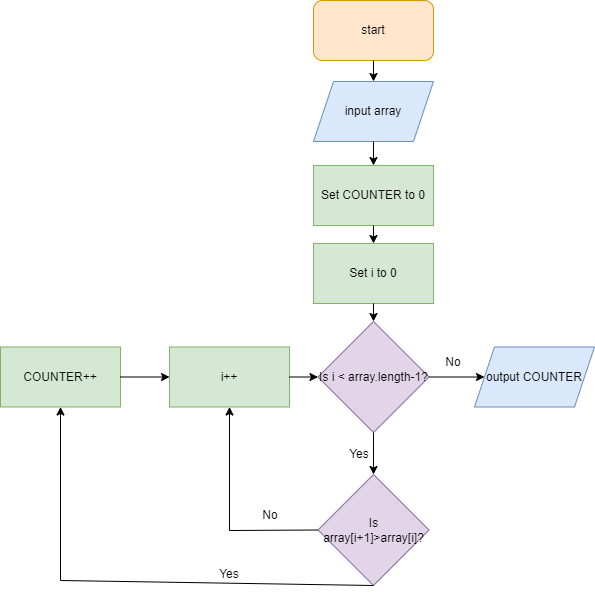 start
input array
Set COUNTER to 0
Set i to 0
COUNTER++
i++
Is i < array.length-1?
No
output COUNTER
Yes
Is
array[i+1]>array[i]?
No
Yes